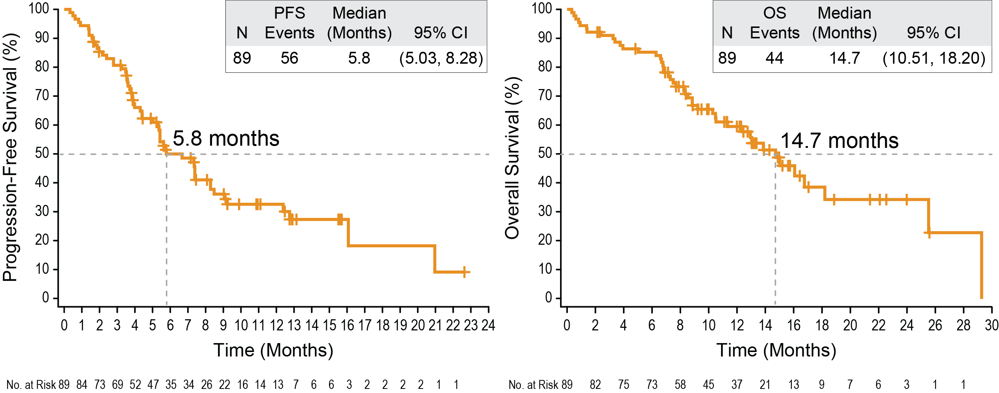 Progression-Free Survival (%)
100
90
80
70
60
50
40
30
20
10
0
N PFS Events Median (Months) 95% CI
89 56 5.8 (5.03, 8.28)
5.8 months
0 1 2 3 4 5 6 7 8 9 10 11 12 13 14 15 16 17 18 19 20 21 22 23 24
Time (Months)
No. at Risk 89 84 73 69 52 47 35 34 26 22 16 14 13 7 6 6 3 2 2 2 2 1 1
Overall Survival (%)
100
90
80
70
60
50
40
30
20
10
0
N OS Events Median (Months) 95% CI
89 44 14.7 (10.51, 18.20)
14.7 months
0 2 4 6 8 10 12 14 16 18 20 22 24 26 28 30
Time (Months)
No. at Risk 89 82 75 73 58 45 37 21 13 9 7 6 3 1 1